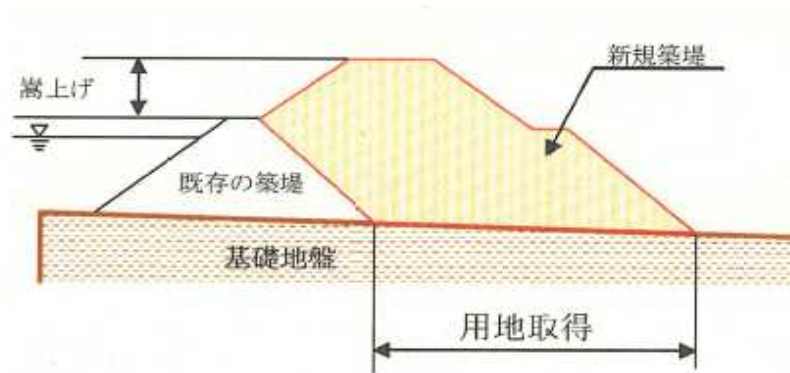 新規築堤
嵩上げ
既存の築堤
基礎地盤
用地取得